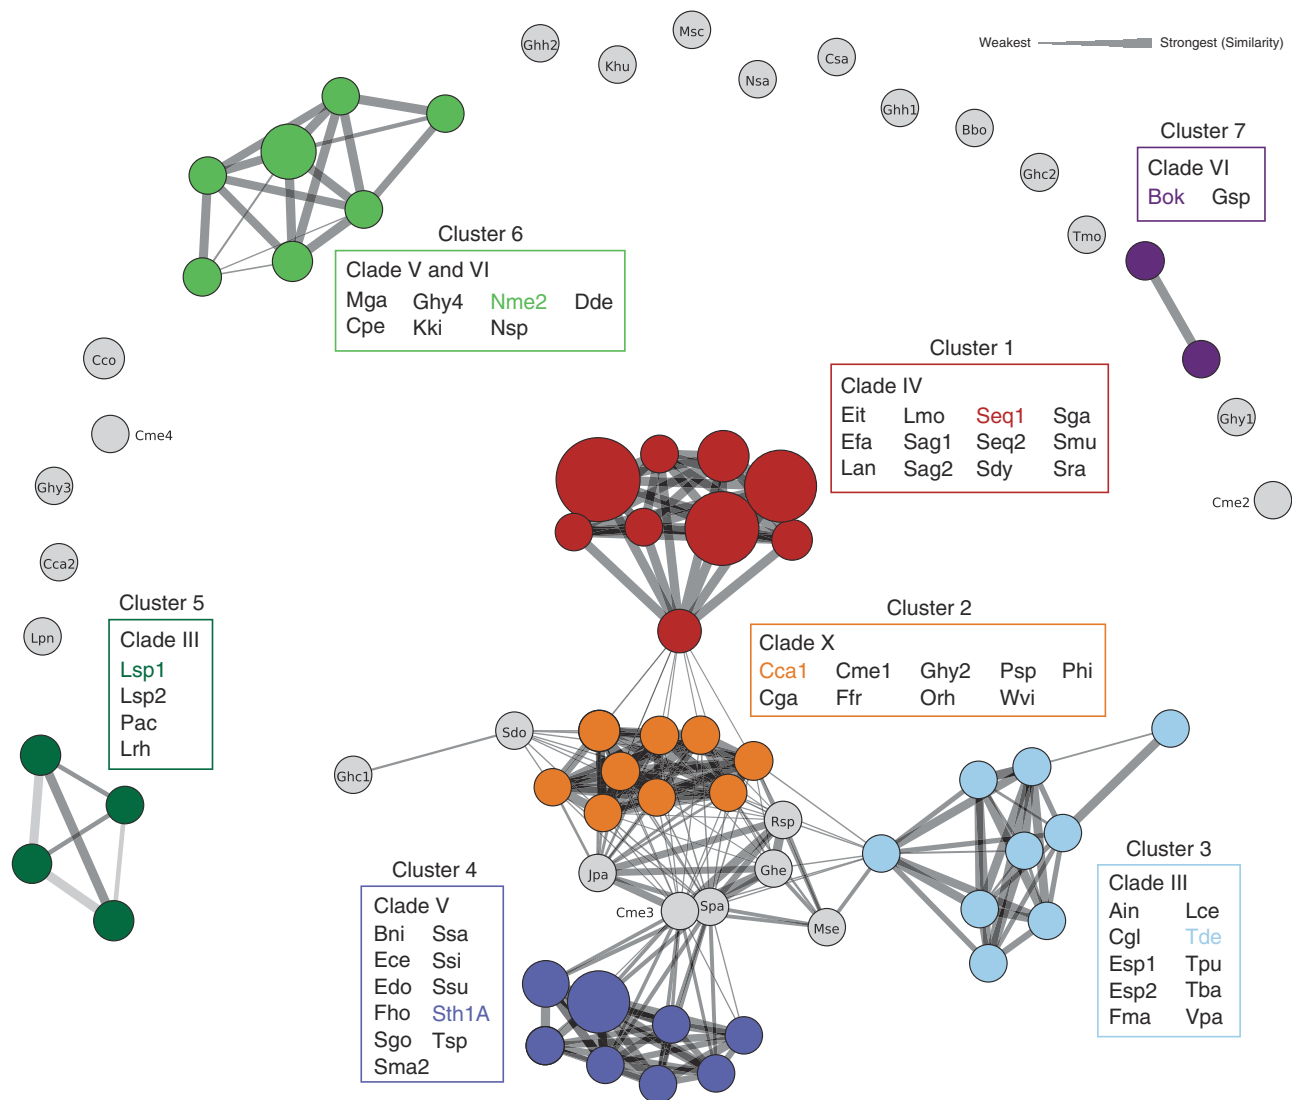 Msc
Ghh2
Weakest
Strongest (Similarity)
Csa
Khu
Nsa
Ghh1
Bbo
Cluster 7
Clade VI
Bok Gsp
Ghc2
Tmo
Cluster 6
Clade V and VI
Mga Ghy4 Nme2 Dde
Cpe Kki Nsp
Cluster 1
Clade IV
Eit Lmo Seq1 Sga
Efa Sag1 Seq2 Smu
Lan Sag2 Sdy Sra
Cco
Cme4
Ghy1
Ghy3
Cme2
Cca2
Cluster 5
Clade III
Lsp1
Lsp2
Pac
Lrh
Lpn
Cluster 2
Clade X
Cca1 Cme1 Ghy2 Psp Phi
Cga Ffr Orh Wvi
Sdo
Ghc1
Rsp
Jpa
Ghe
Cme3
Spa
Mse
Cluster 3
Clade III
Ain Lce
Cgl Tde
Esp1 Tpu
Esp2 Tba
Fma Vpa
Cluster 4
Clade V
Bni Ssa
Ece Ssi
Edo Ssu
Fho Sth1A
Sgo Tsp
Sma2